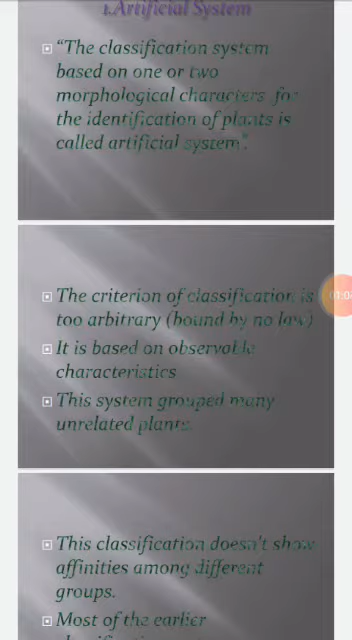 1.Artificial System
“The classification system
based on one or two
morphological characters for
the identification of plants is
called artificial system”.
The criterion of classification is
too arbitrary (bound by no law)
It is based on observable
characteristics
This system grouped many
unrelated plants.
This classification doesn't show
affinities among different
groups.
Most of the earlier